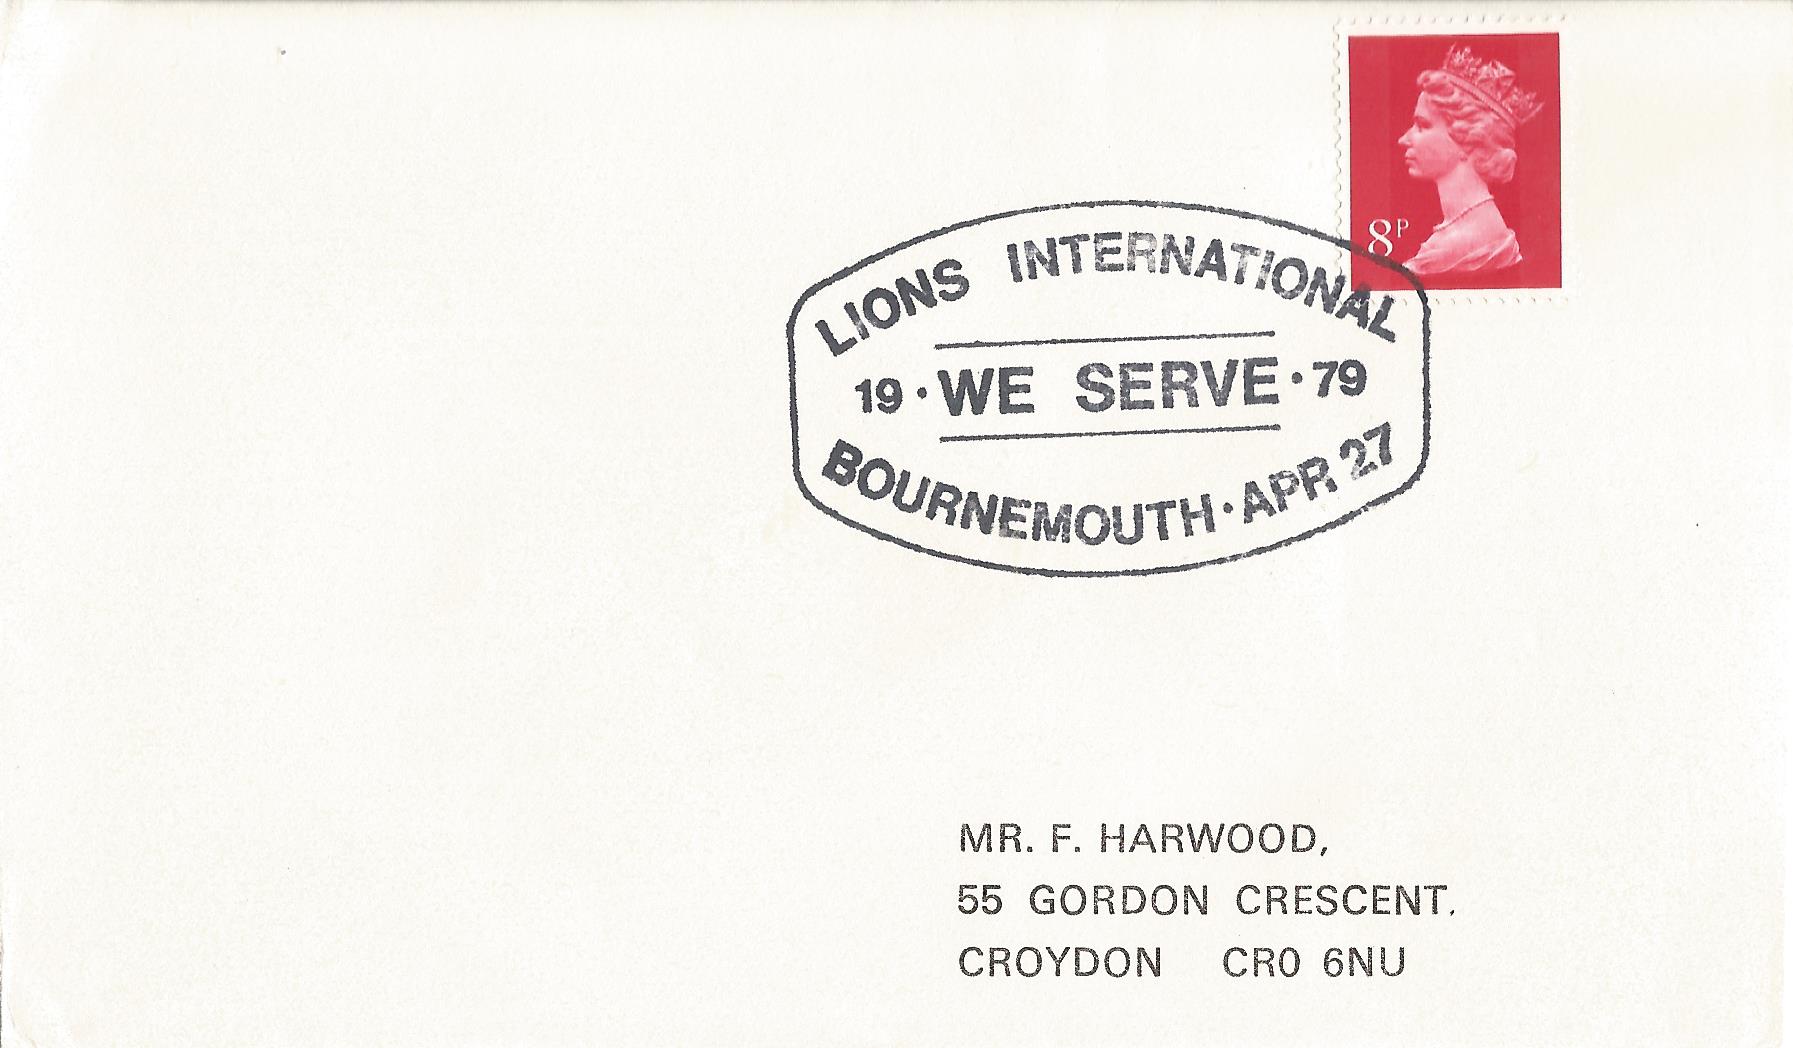 8P
LIONS INTERNATIONAL
19 · WE SERVE · 79
BOURNEMOUTH · APR 27
MR. F. HARWOOD,
55 GORDON CRESCENT.
CROYDON CR0 6NU